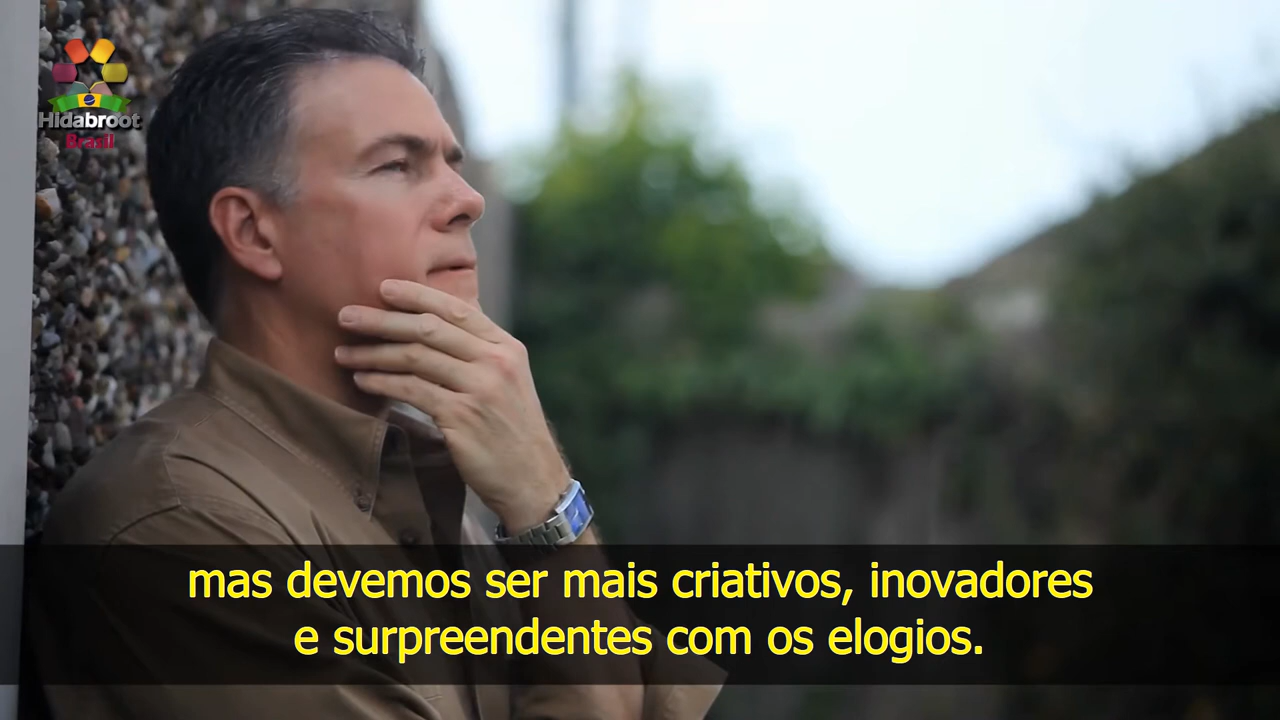 Hidabroot
Brasil
mas devemos ser mais criativos, inovadores
e surpreendentes com os elogios.